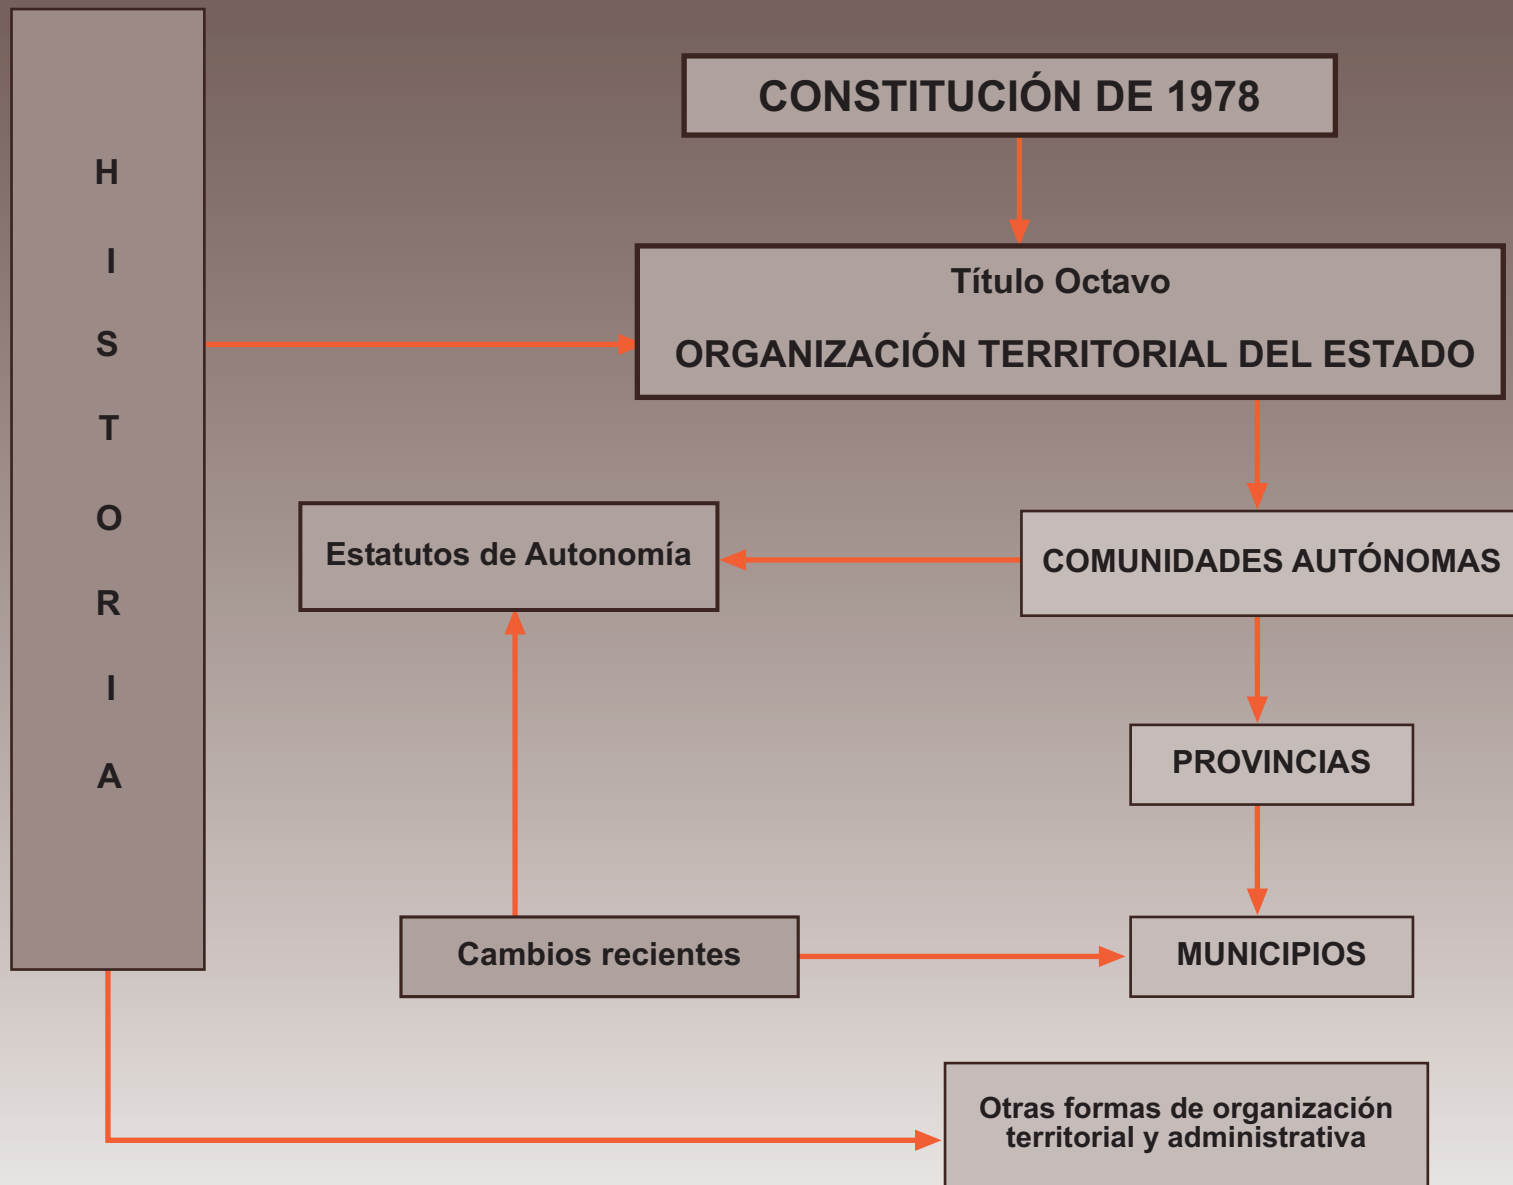 HISTORIA
CONSTITUCIÓN DE 1978
Título Octavo
ORGANIZACIÓN TERRITORIAL DEL ESTADO
Estatutos de Autonomía
COMUNIDADES AUTÓNOMAS
PROVINCIAS
Cambios recientes
MUNICIPIOS
Otras formas de organización
territorial y administrativa